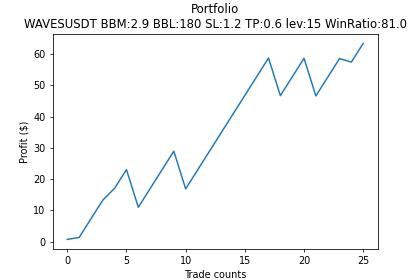 Portfolio
WAVESUSDT BBM:2.9 BBL:180 SL:1.2 TP:0.6 lev:15 WinRatio:81.0
60
50
40
30
20
10
0
Profit ($)
0 5 10 15 20 25
Trade counts